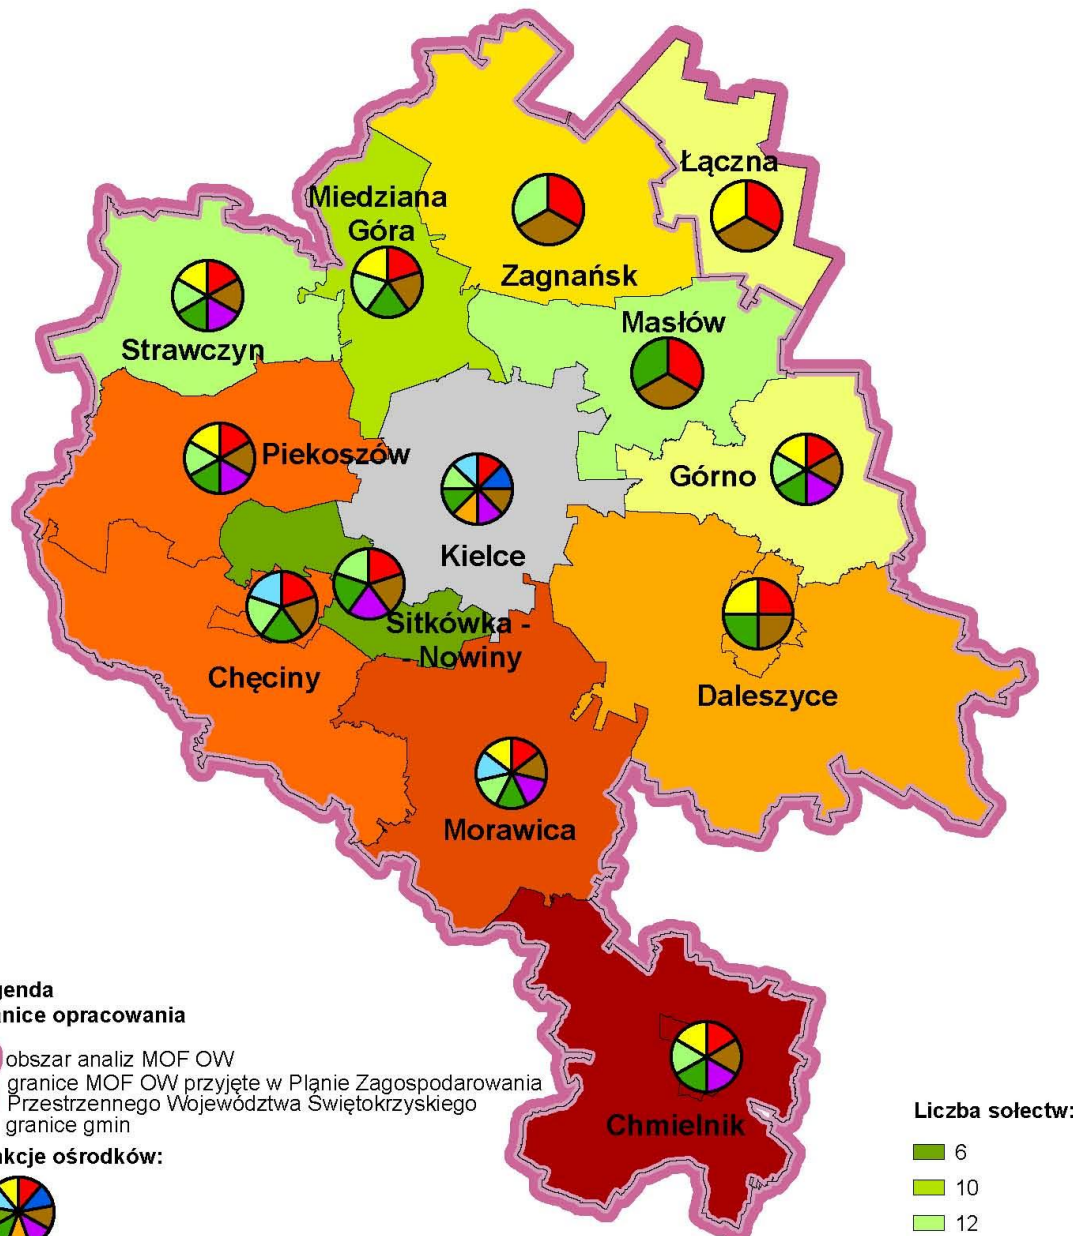 Łączna
Miedziana
Góra
Zagnańsk
Masłów
Strawczyn
Piekoszów
Górno
Kielce
Sitkówka -
- Nowiny
Chęciny
Daleszyce
Morawica
Chmielnik
genda
anice opracowania
obszar analiz MOF OW
granice MOF OW przyjęte w Planie Zagospodarowania
Przestrzennego Województwa Świętokrzyskiego
granice gmin
nkcje ośrodków:
Liczba sołectw:
6
10
12